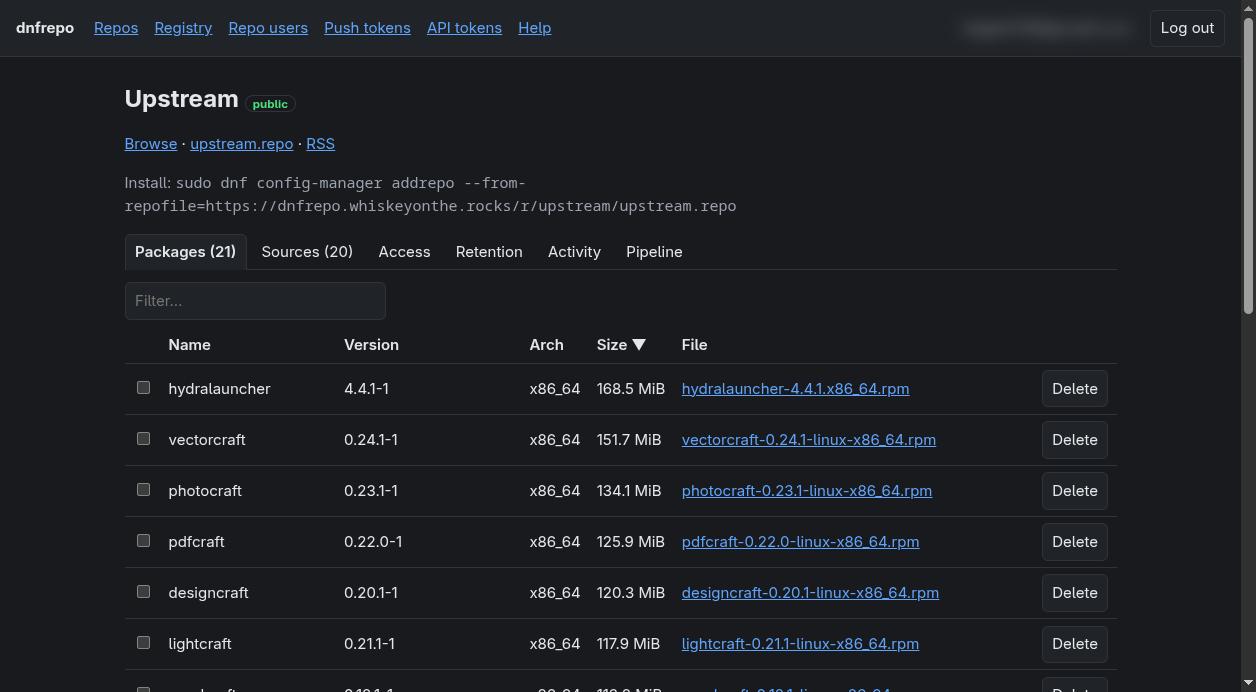 dnfrepo Repos Registry Repo users Push tokens API tokens Help Log out
Upstream public
Browse · upstream.repo · RSS
Install: sudo dnf config-manager addrepo --from-
repofile=https://dnfrepo.whiskeyonthe.rocks/r/upstream/upstream.repo
Packages (21) Sources (20) Access Retention Activity Pipeline
Filter...
Name Version Arch Size ▼ File
hydralauncher 4.4.1-1 x86_64 168.5 MiB hydralauncher-4.4.1.x86_64.rpm Delete
vectorcraft 0.24.1-1 x86_64 151.7 MiB vectorcraft-0.24.1-linux-x86_64.rpm Delete
photocraft 0.23.1-1 x86_64 134.1 MiB photocraft-0.23.1-linux-x86_64.rpm Delete
pdfcraft 0.22.0-1 x86_64 125.9 MiB pdfcraft-0.22.0-linux-x86_64.rpm Delete
designcraft 0.20.1-1 x86_64 120.3 MiB designcraft-0.20.1-linux-x86_64.rpm Delete
lightcraft 0.21.1-1 x86_64 117.9 MiB lightcraft-0.21.1-linux-x86_64.rpm Delete